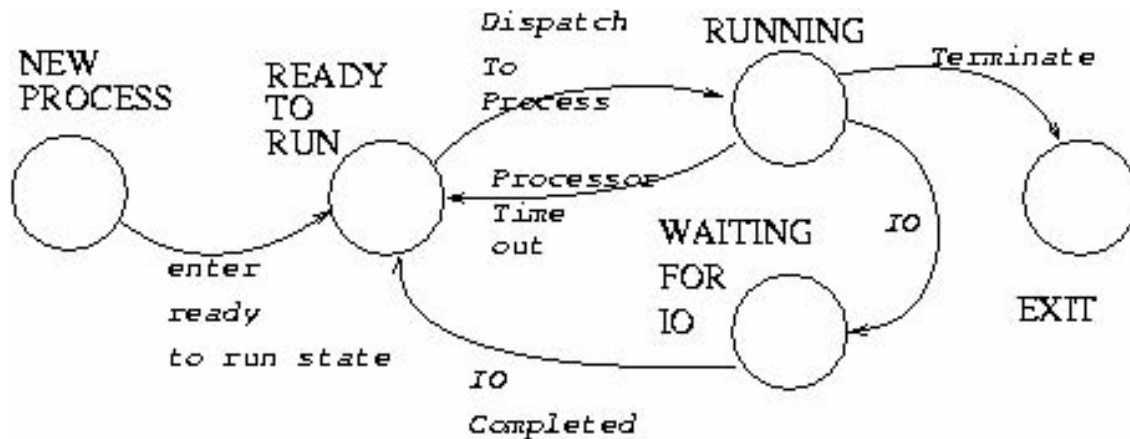 NEW
PROCESS
READY
TO
RUN
Dispatch
To
Process
RUNNING
Terminate
Processor
Time
out
enter
ready
to run state
WAITING
FOR
IO
IO
EXIT
IO
Completed